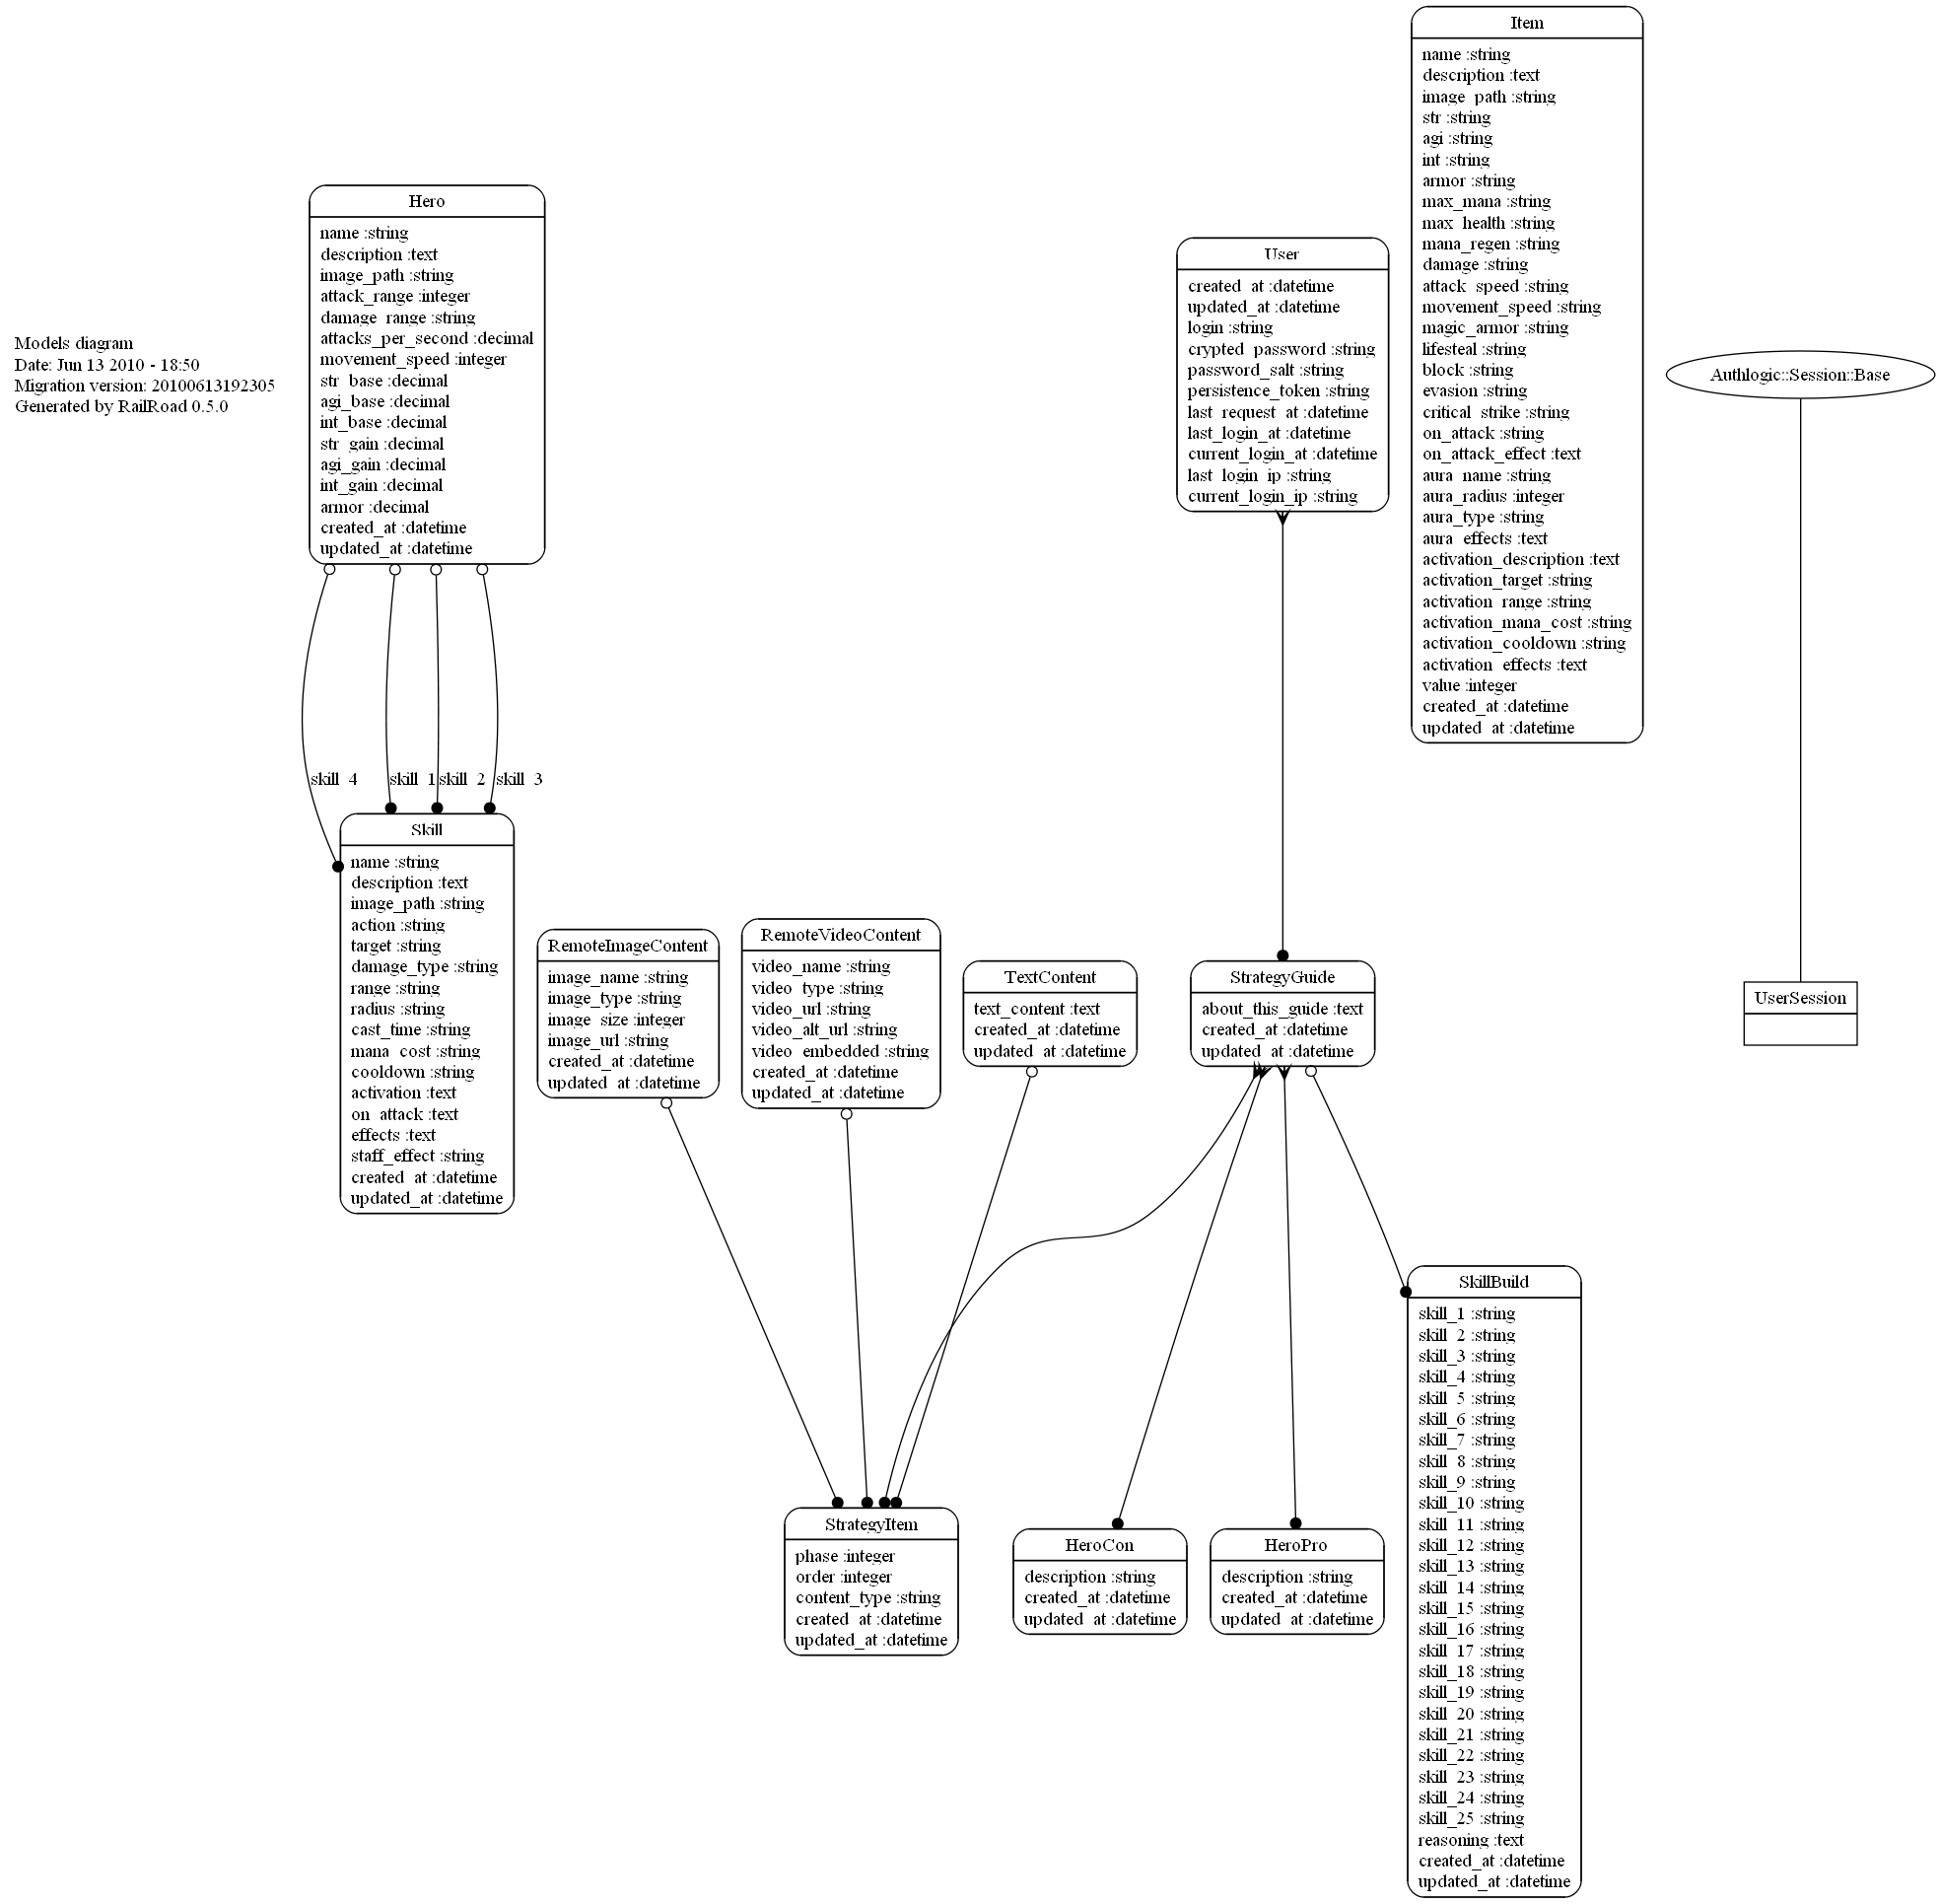 Models diagram
Date: Jun 13 2010 - 18:50
Migration version: 20100613192305
Generated by RailRoad 0.5.0
Hero
name :string
description :text
image_path :string
attack_range :integer
damage_range :string
attacks_per_second :decimal
movement_speed :integer
str_base :decimal
agi_base :decimal
int_base :decimal
str_gain :decimal
agi_gain :decimal
int_gain :decimal
armor :decimal
created_at :datetime
updated_at :datetime
skill_4
skill_1
skill_2
skill_3
Skill
name :string
description :text
image_path :string
action :string
target :string
damage_type :string
range :string
radius :string
cast_time :string
mana_cost :string
cooldown :string
activation :text
on_attack :text
effects :text
staff_effect :string
created_at :datetime
updated_at :datetime
RemoteImageContent
image_name :string
image_type :string
image_size :integer
image_url :string
created_at :datetime
updated_at :datetime
RemoteVideoContent
video_name :string
video_type :string
video_url :string
video_alt_url :string
video_embedded :string
created_at :datetime
updated_at :datetime
TextContent
text_content :text
created_at :datetime
updated_at :datetime
User
created_at :datetime
updated_at :datetime
login :string
crypted_password :string
password_salt :string
persistence_token :string
last_request_at :datetime
last_login_at :datetime
current_login_at :datetime
last_login_ip :string
current_login_ip :string
StrategyGuide
about_this_guide :text
created_at :datetime
updated_at :datetime
Item
name :string
description :text
image_path :string
str :string
agi :string
int :string
armor :string
max_mana :string
max_health :string
mana_regen :string
damage :string
attack_speed :string
movement_speed :string
magic_armor :string
lifesteal :string
block :string
evasion :string
critical_strike :string
on_attack :string
on_attack_effect :text
aura_name :string
aura_radius :integer
aura_type :string
aura_effects :text
activation_description :text
activation_target :string
activation_range :string
activation_mana_cost :string
activation_cooldown :string
activation_effects :text
value :integer
created_at :datetime
updated_at :datetime
Authlogic::Session::Base
UserSession
StrategyItem
phase :integer
order :integer
content_type :string
created_at :datetime
updated_at :datetime
HeroCon
description :string
created_at :datetime
updated_at :datetime
HeroPro
description :string
created_at :datetime
updated_at :datetime
SkillBuild
skill_1 :string
skill_2 :string
skill_3 :string
skill_4 :string
skill_5 :string
skill_6 :string
skill_7 :string
skill_8 :string
skill_9 :string
skill_10 :string
skill_11 :string
skill_12 :string
skill_13 :string
skill_14 :string
skill_15 :string
skill_16 :string
skill_17 :string
skill_18 :string
skill_19 :string
skill_20 :string
skill_21 :string
skill_22 :string
skill_23 :string
skill_24 :string
skill_25 :string
reasoning :text
created_at :datetime
updated_at :datetime